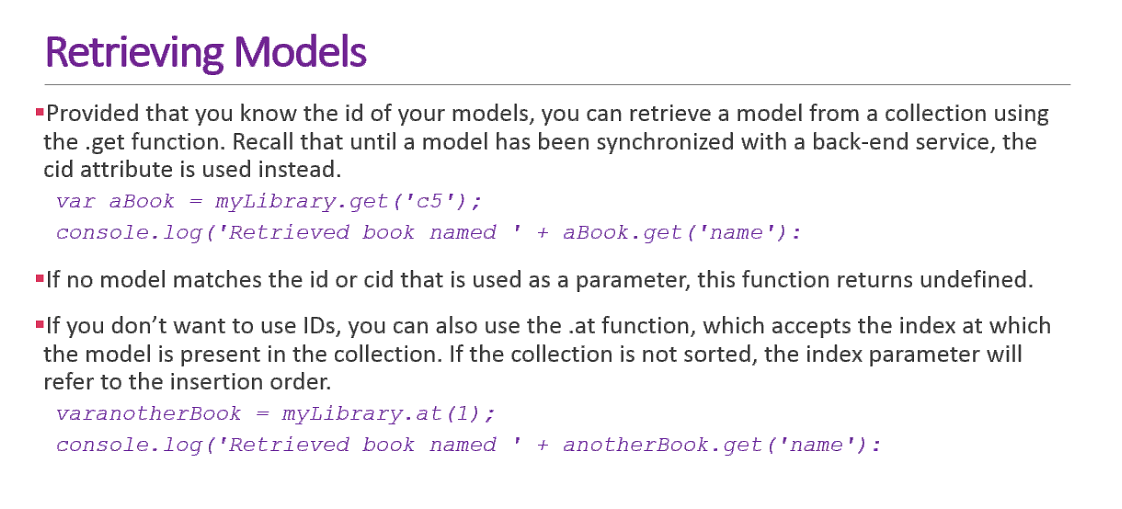 Retrieving Models
▪Provided that you know the id of your models, you can retrieve a model from a collection using
the .get function. Recall that until a model has been synchronized with a back-end service, the
cid attribute is used instead.
var aBook = myLibrary.get('c5');
console.log('Retrieved book named ' + aBook.get('name'):
▪If no model matches the id or cid that is used as a parameter, this function returns undefined.
▪If you don’t want to use IDs, you can also use the .at function, which accepts the index at which
the model is present in the collection. If the collection is not sorted, the index parameter will
refer to the insertion order.
varanotherBook = myLibrary.at(1);
console.log('Retrieved book named ' + anotherBook.get('name'):